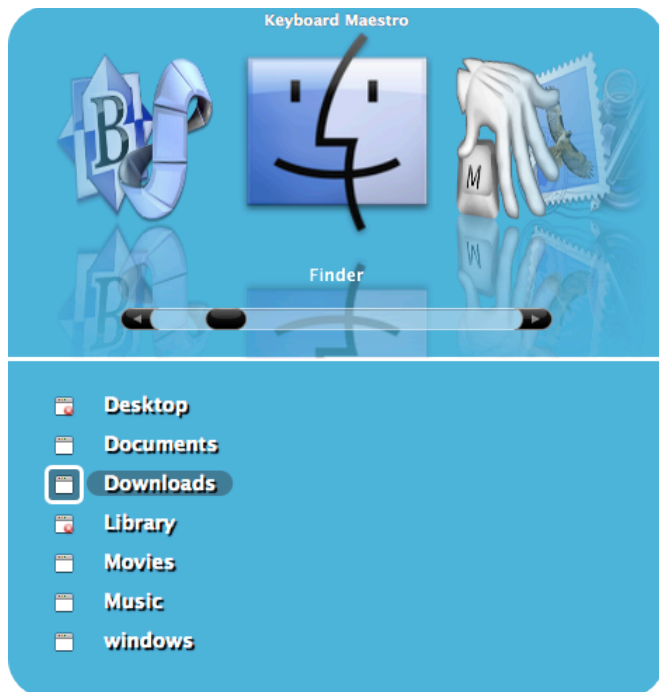 Keyboard Maestro
B
M
Finder
Desktop
Documents
Downloads
Library
Movies
Music
windows